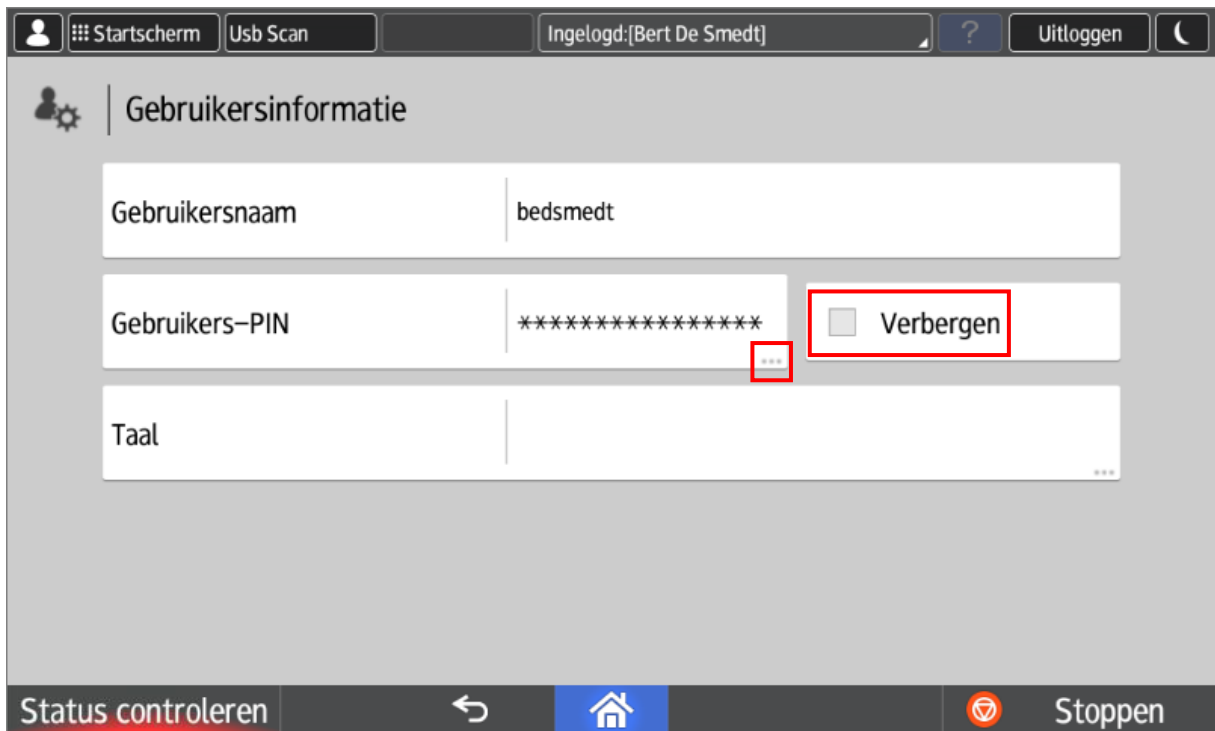 Startscherm
Usb Scan
Ingelogd:[Bert De Smedt]
?
Uitloggen
Gebruikersinformatie
Gebruikersnaam
bedsmedt
Gebruikers-PIN
****************
...
Verbergen
Taal
...
Status controleren
Stoppen